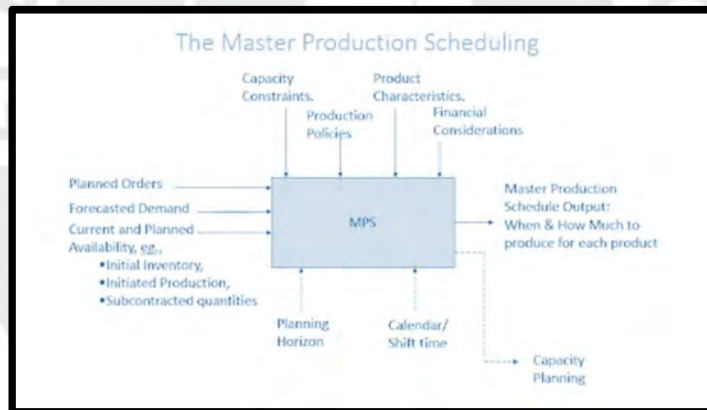 The Master Production Scheduling
Capacity
Constraints,
Product
Characteristics,
Production
Policies
Financial
Considerations
Planned Orders
Forecasted Demand
Current and Planned
Availability, eg.,
▪Initial Inventory,
▪Initiated Production,
▪Subcontracted quantities
MPS
Master Production
Schedule Output:
When & How Much to
produce for each product
Planning
Horizon
Calendar/
Shift time
Capacity
Planning